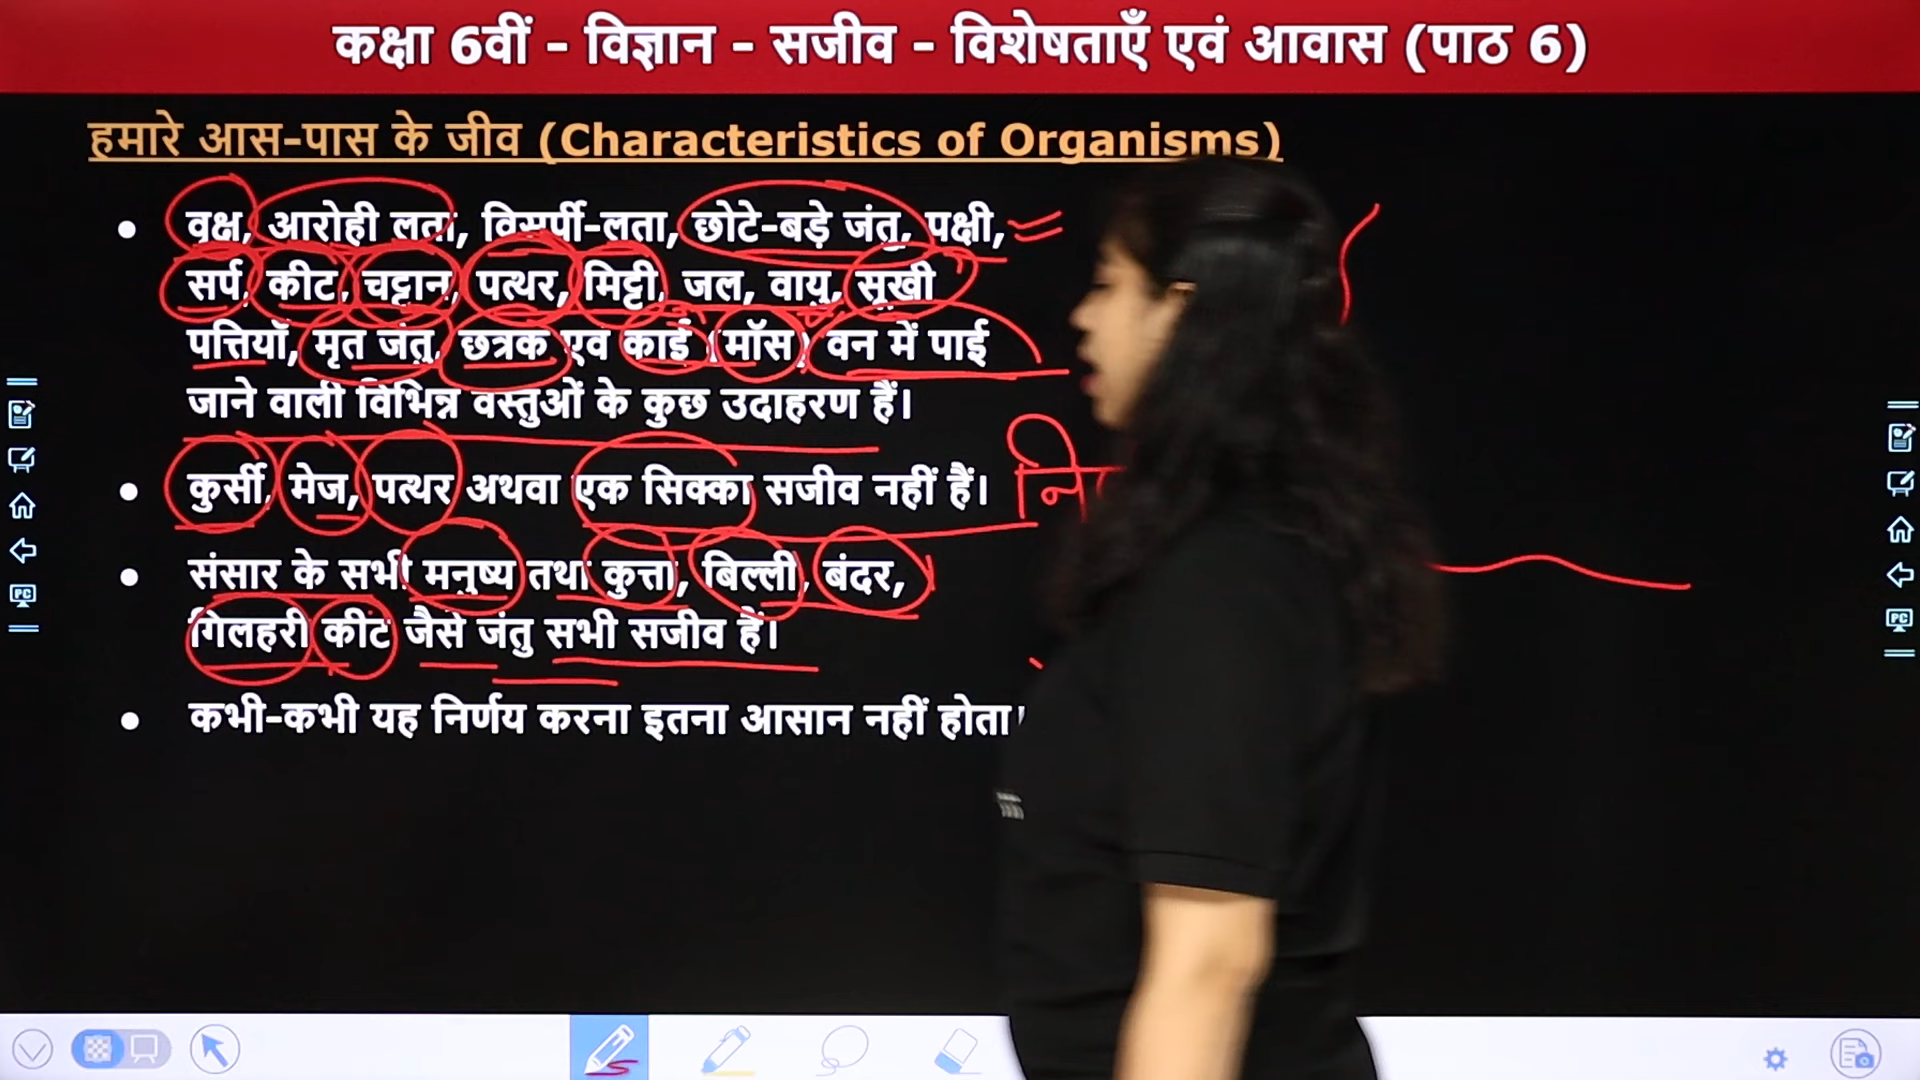 कक्षा 6वीं - विज्ञान - सजीव - विशेषताएँ एवं आवास (पाठ 6)
हमारे आस-पास के जीव (Characteristics of Organisms)
• वृक्ष, आरोही लता, विसर्पी-लता, छोटे-बड़े जंतु, पक्षी,
सर्प, कीट, चट्टान, पत्थर, मिट्टी, जल, वायु, सूखी
पत्तियाँ, मृत जंतु, छत्रक एवं काई (मॉस) वन में पाई
जाने वाली विभिन्न वस्तुओं के कुछ उदाहरण हैं।
• कुर्सी, मेज, पत्थर अथवा एक सिक्का सजीव नहीं हैं।
• संसार के सभी मनुष्य तथा कुत्ता, बिल्ली, बंदर,
गिलहरी कीट जैसे जंतु सभी सजीव हैं।
• कभी-कभी यह निर्णय करना इतना आसान नहीं होता।
PC
PC